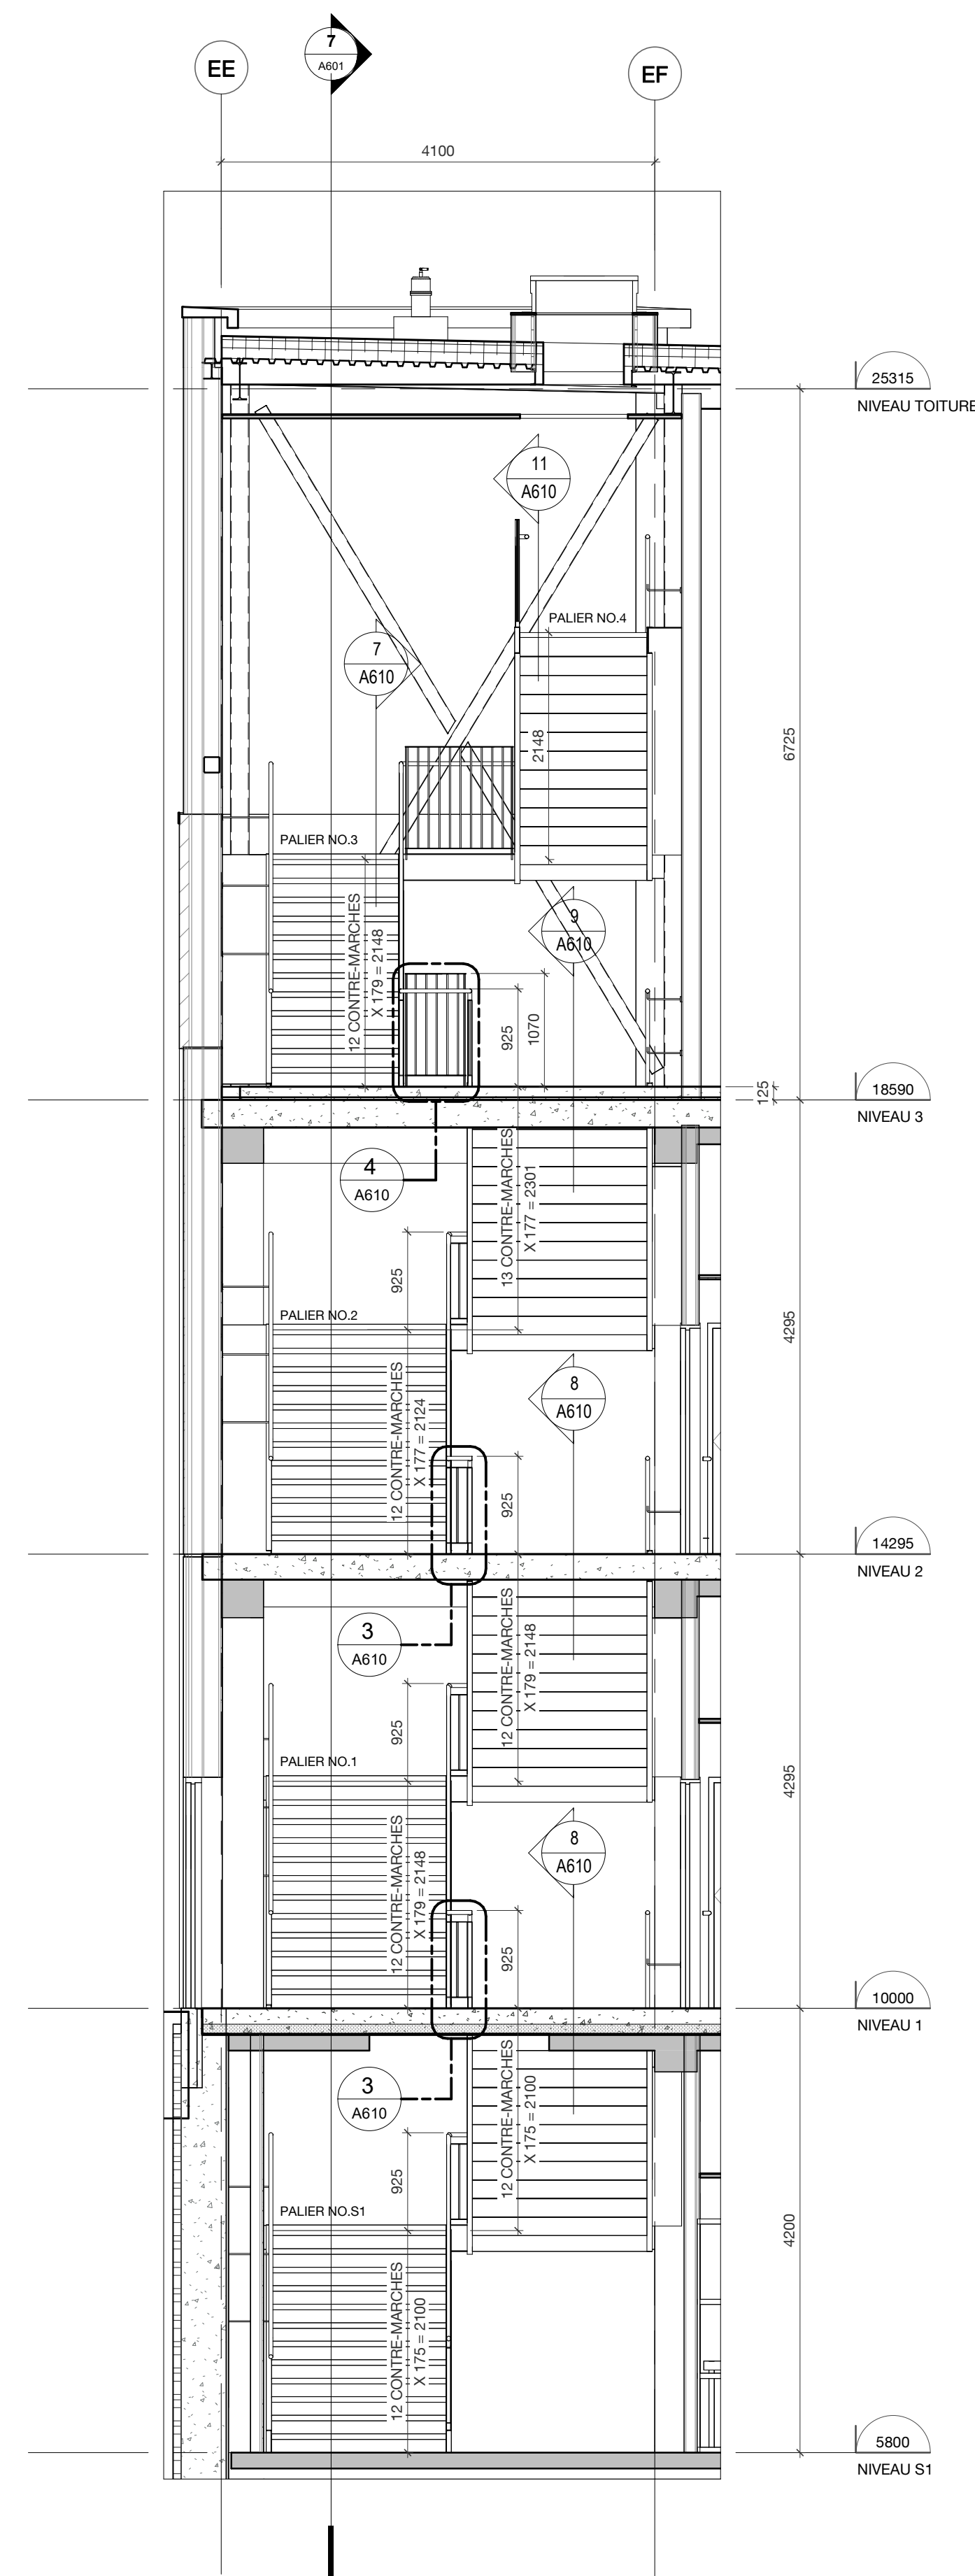 7
A601
EE
EF
4100
25315
NIVEAU TOITURE
11
A610
PALIER NO.4
7
A610
2148
6725
PALIER NO.3
12 CONTRE-MARCHES
X 179 = 2148
9
A610
925
1070
125
18590
NIVEAU 3
4
A610
13 CONTRE-MARCHES
X 177 = 2301
925
PALIER NO.2
4295
12 CONTRE-MARCHES
X 177 = 2124
8
A610
925
14295
NIVEAU 2
3
A610
12 CONTRE-MARCHES
X 179 = 2148
925
PALIER NO.1
4295
12 CONTRE-MARCHES
X 179 = 2148
8
A610
925
10000
NIVEAU 1
3
A610
12 CONTRE-MARCHES
X 175 = 2100
925
PALIER NO.S1
4200
12 CONTRE-MARCHES
X 175 = 2100
5800
NIVEAU S1